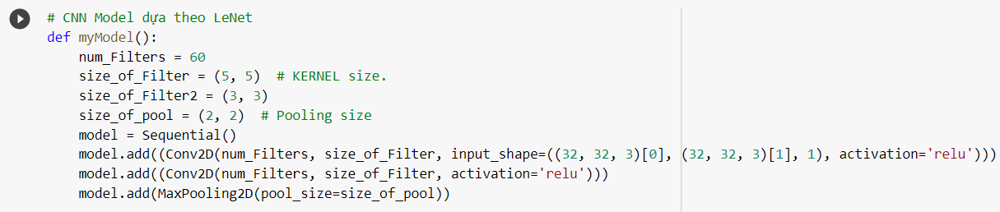 # CNN Model dựa theo LeNet
def myModel():
    num_Filters = 60
    size_of_Filter = (5, 5)  # KERNEL size.
    size_of_Filter2 = (3, 3)
    size_of_pool = (2, 2)  # Pooling size
    model = Sequential()
    model.add((Conv2D(num_Filters, size_of_Filter, input_shape=((32, 32, 3)[0], (32, 32, 3)[1], 1), activation='relu')))
    model.add((Conv2D(num_Filters, size_of_Filter, activation='relu')))
    model.add(MaxPooling2D(pool_size=size_of_pool))